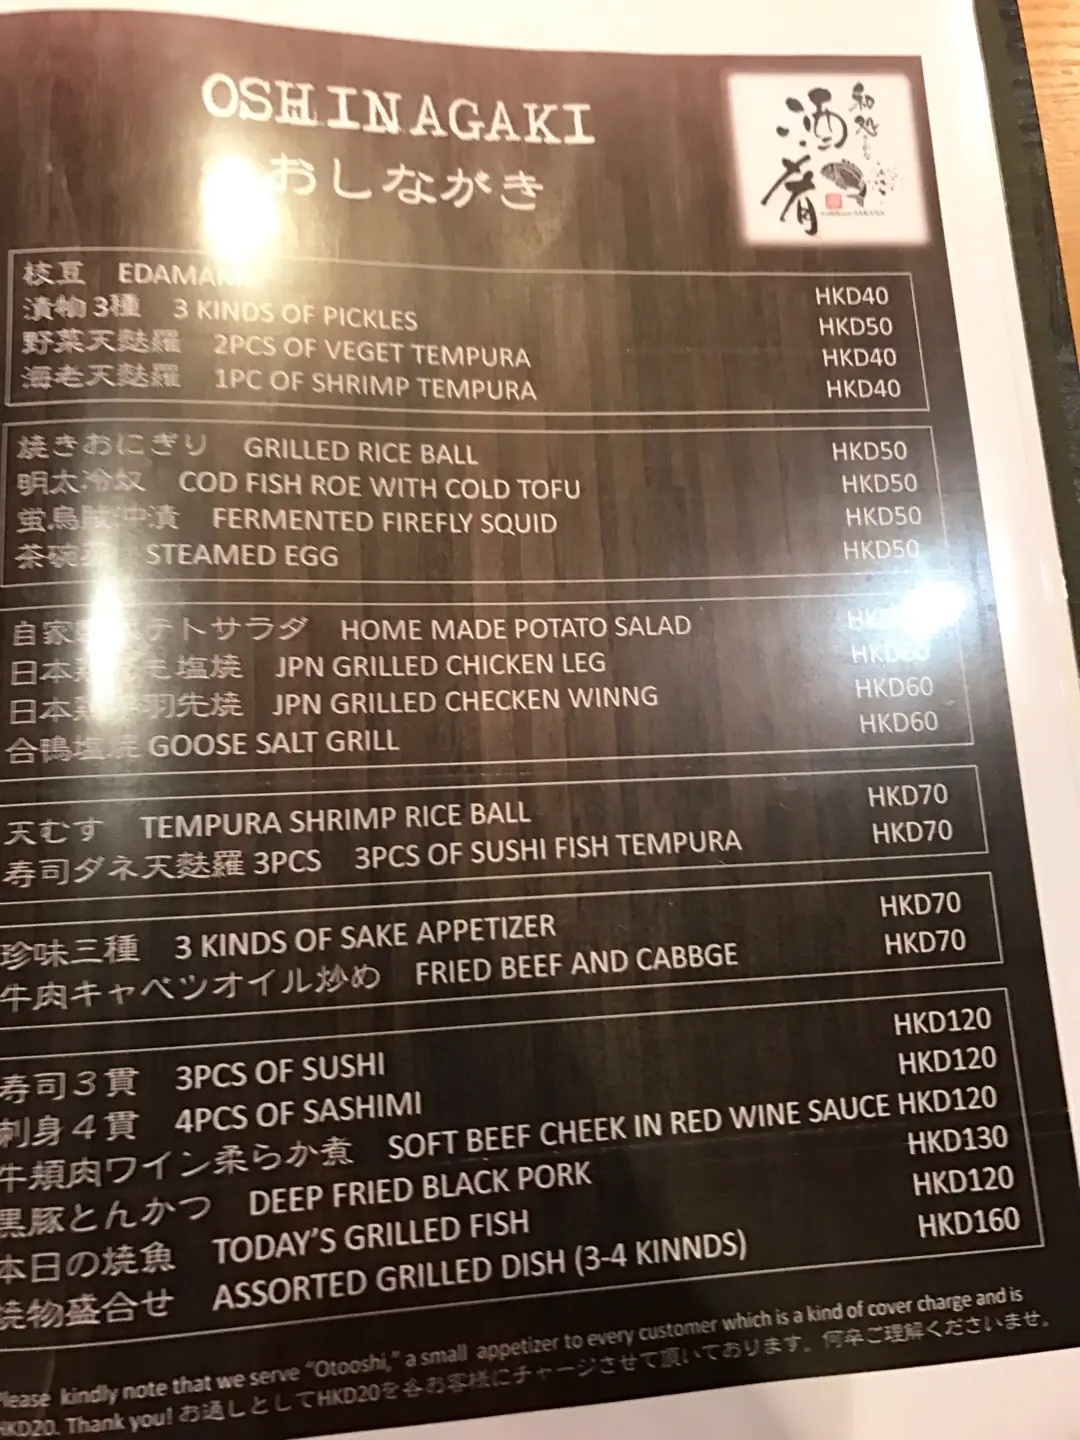 OSHINAGAKI
おしながき
和処
酒肴
枝豆 HKD40
漬物3種 3 KINDS OF PICKLES HKD50
野菜天麩羅 2PCS OF VEGET TEMPURA HKD40
海老天麩羅 1PC OF SHRIMP TEMPURA HKD40
焼きおにぎり GRILLED RICE BALL HKD50
明太冷奴 COD FISH ROE WITH COLD TOFU HKD50
蛍烏賊沖漬 FERMENTED FIREFLY SQUID HKD50
茶碗 STEAMED EGG HKD50
自家 テトサラダ HOME MADE POTATO SALAD
日本 塩焼 JPN GRILLED CHICKEN LEG HKD60
日本 羽先焼 JPN GRILLED CHECKEN WINNG HKD60
合鴨塩焼 GOOSE SALT GRILL HKD60
天むす TEMPURA SHRIMP RICE BALL HKD70
寿司ダネ天麩羅 3PCS 3PCS OF SUSHI FISH TEMPURA HKD70
珍味三種 3 KINDS OF SAKE APPETIZER HKD70
牛肉キャベツオイル炒め FRIED BEEF AND CABBGE HKD70
寿司3貫 3PCS OF SUSHI HKD120
刺身4貫 4PCS OF SASHIMI HKD120
牛頬肉ワイン柔らか煮 SOFT BEEF CHEEK IN RED WINE SAUCE HKD120
黒豚とんかつ DEEP FRIED BLACK PORK HKD130
本日の焼魚 TODAY'S GRILLED FISH HKD120
焼物盛合せ ASSORTED GRILLED DISH (3-4 KINNDS) HKD160
Please kindly note that we serve "Otooshi," a small appetizer to every customer which is a kind of cover charge and is
HKD20. Thank you! お通しとしてHKD20を各お客様にチャージさせて頂いております。何卒ご理解くださいませ。